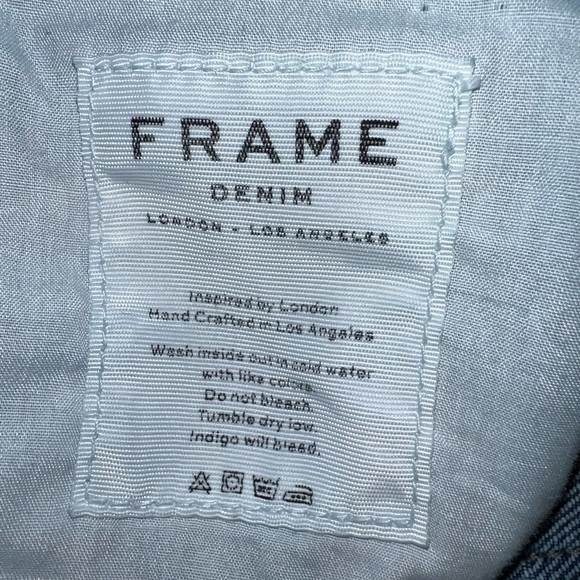 FRAME
DENIM
LONDON - LOS ANGELES
Inspired by London
Hand Crafted in Los Angeles
Wash inside out in cold water
with like colors.
Do not bleach.
Tumble dry low.
Indigo will bleed.